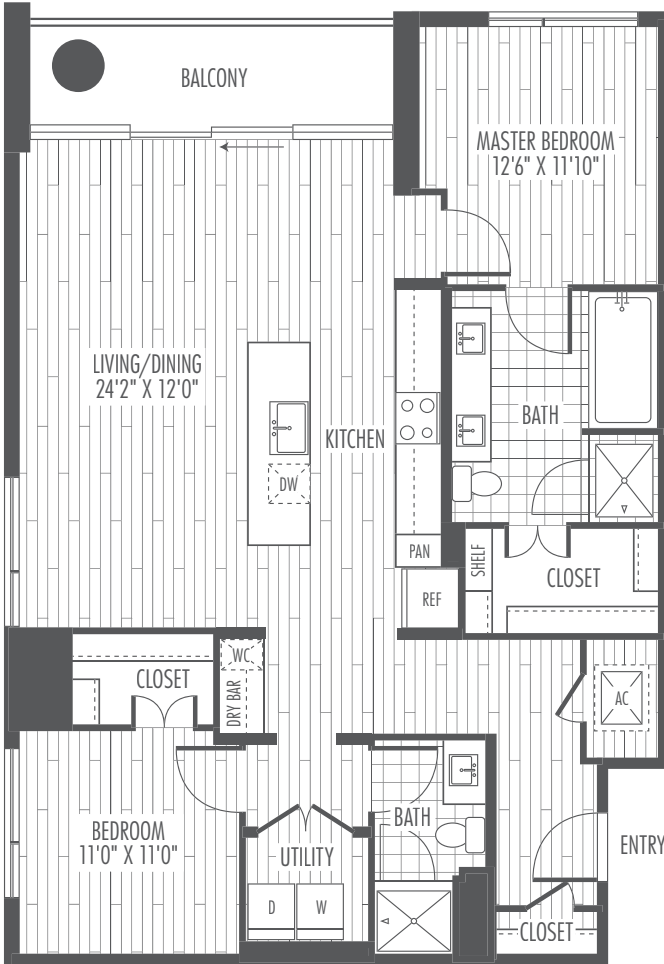 BALCONY
MASTER BEDROOM
12'6" X 11'10"
LIVING/DINING
24'2" X 12'0"
KITCHEN
BATH
DW
PAN
SHELF
CLOSET
REF
WC
DRY BAR
CLOSET
AC
BEDROOM
11'0" X 11'0"
BATH
UTILITY
ENTRY
D
W
CLOSET